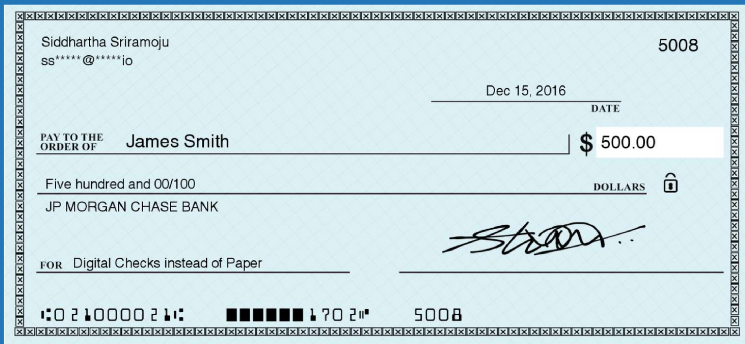 Siddhartha Sriramoju
5008
ss*****@*****io
Dec 15, 2016
DATE
PAY TO THE
ORDER OF James Smith $ 500.00
Five hundred and 00/100 DOLLARS
JP MORGAN CHASE BANK
FOR Digital Checks instead of Paper
⑆021000021⑆ ■■■■■■1702⑈ 5008